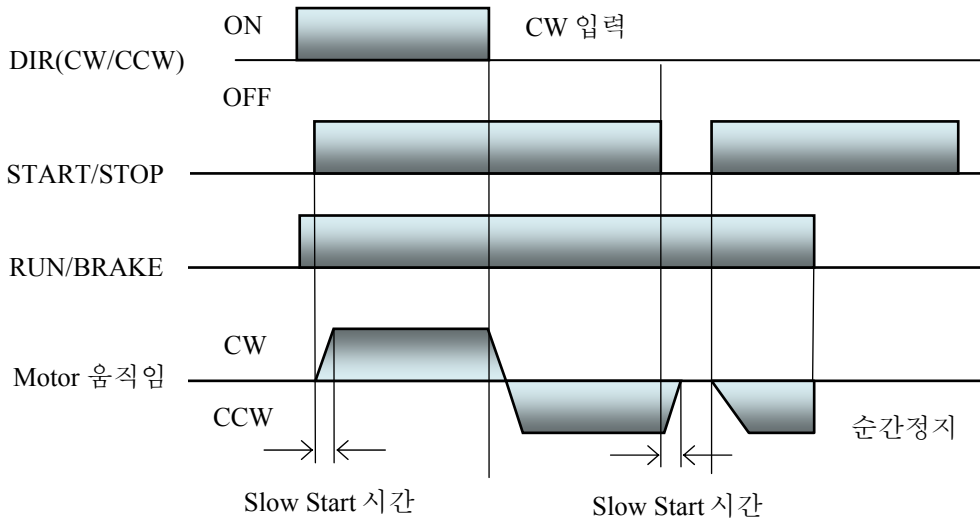 ON
CW 입력
DIR(CW/CCW)
OFF
START/STOP
RUN/BRAKE
CW
Motor 움직임
CCW
순간정지
Slow Start 시간
Slow Start 시간